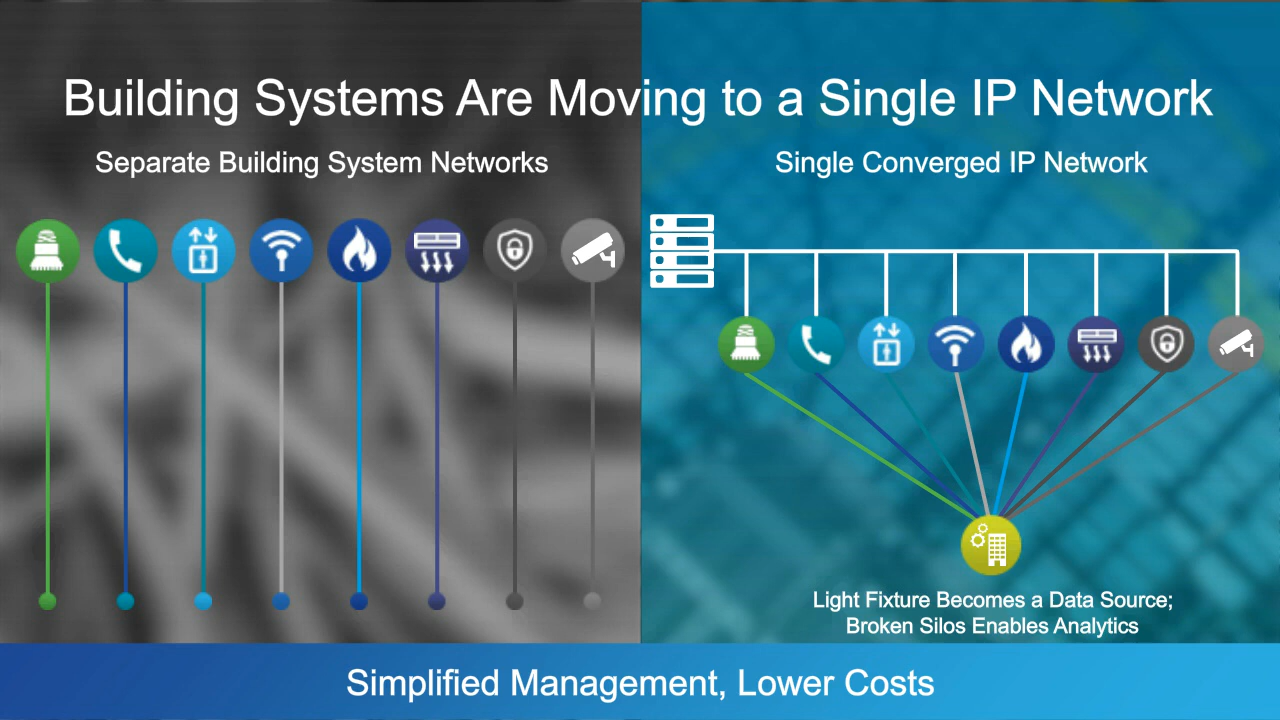 Building Systems Are Moving to a Single IP Network
Separate Building System Networks
Single Converged IP Network
Light Fixture Becomes a Data Source;
Broken Silos Enables Analytics
Simplified Management, Lower Costs